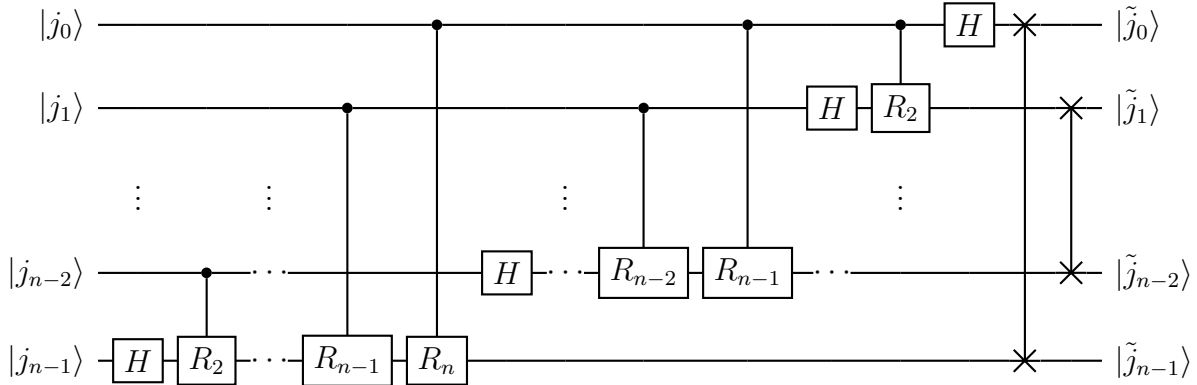 |j₀⟩ H |j̃₀⟩
|j₁⟩ H R₂ |j̃₁⟩
⋮ ⋮ ⋮ ⋮
|jₙ₋₂⟩ ··· H ··· Rₙ₋₂ Rₙ₋₁ ··· |j̃ₙ₋₂⟩
|jₙ₋₁⟩ H R₂ ··· Rₙ₋₁ Rₙ |j̃ₙ₋₁⟩